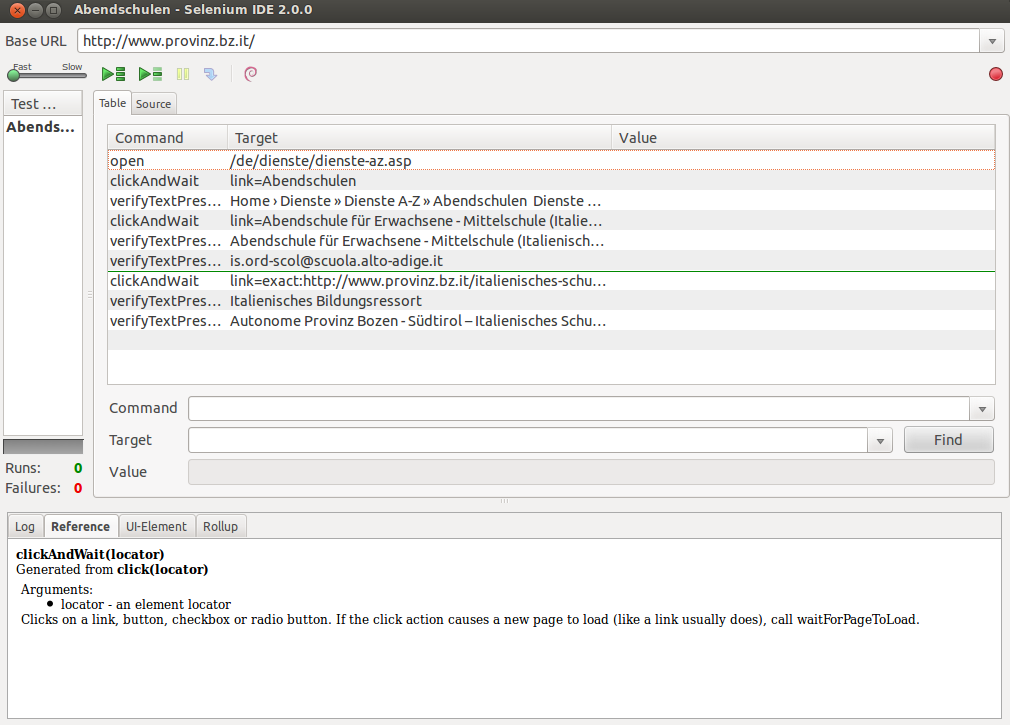 Abendschulen - Selenium IDE 2.0.0
Base URL http://www.provinz.bz.it/
Fast Slow
Test ... Table Source
Abends...
Command Target Value
open /de/dienste/dienste-az.asp
clickAndWait link=Abendschulen
verifyTextPres... Home › Dienste » Dienste A-Z » Abendschulen Dienste ...
clickAndWait link=Abendschule für Erwachsene - Mittelschule (Italie...
verifyTextPres... Abendschule für Erwachsene - Mittelschule (Italienisch...
verifyTextPres... is.ord-scol@scuola.alto-adige.it
clickAndWait link=exact:http://www.provinz.bz.it/italienisches-schu...
verifyTextPres... Italienisches Bildungsressort
verifyTextPres... Autonome Provinz Bozen - Südtirol – Italienisches Schu...
Command
Target Find
Value
Runs: 0
Failures: 0
Log Reference UI-Element Rollup
clickAndWait(locator)
Generated from click(locator)
Arguments:
• locator - an element locator
Clicks on a link, button, checkbox or radio button. If the click action causes a new page to load (like a link usually does), call waitForPageToLoad.